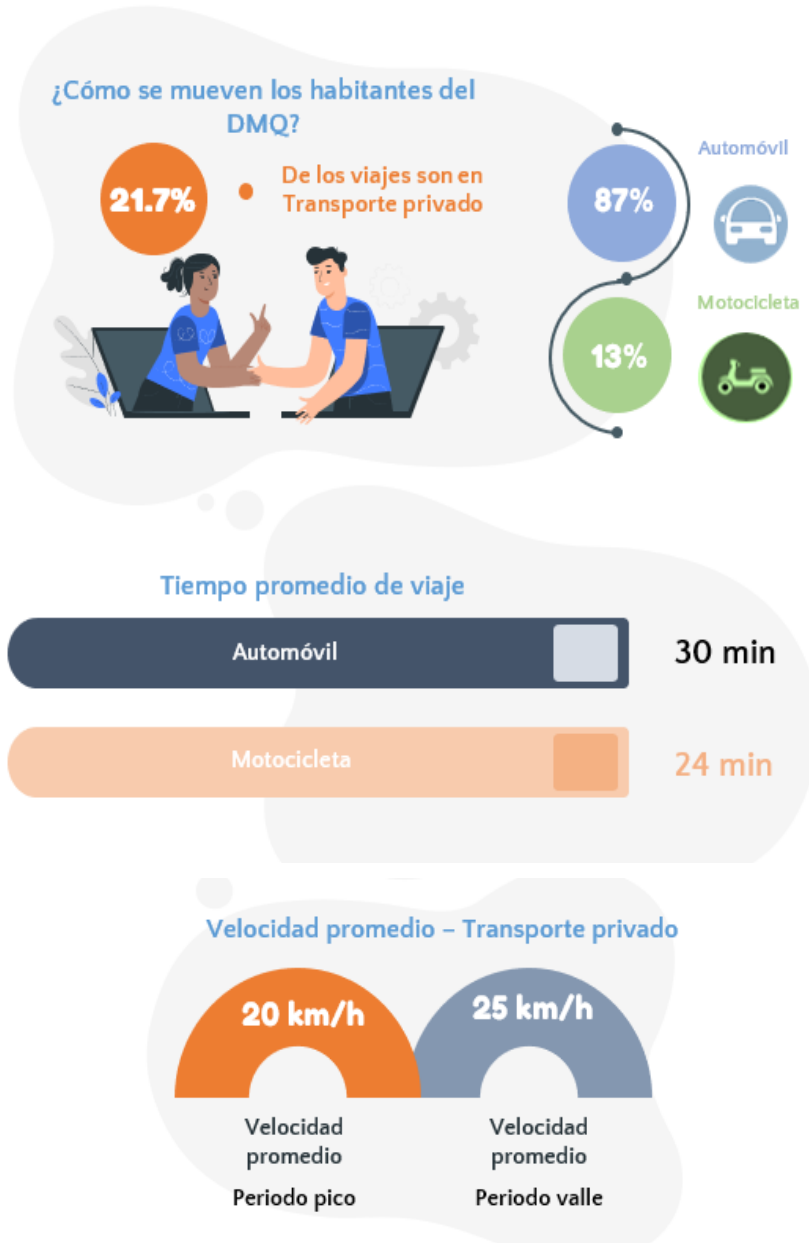 ¿Cómo se mueven los habitantes del
DMQ?
21.7%
De los viajes son en
Transporte privado
87%
Automóvil
13%
Motocicleta
Tiempo promedio de viaje
Automóvil
30 min
Motocicleta
24 min
Velocidad promedio – Transporte privado
20 km/h
25 km/h
Velocidad
promedio
Periodo pico
Velocidad
promedio
Periodo valle